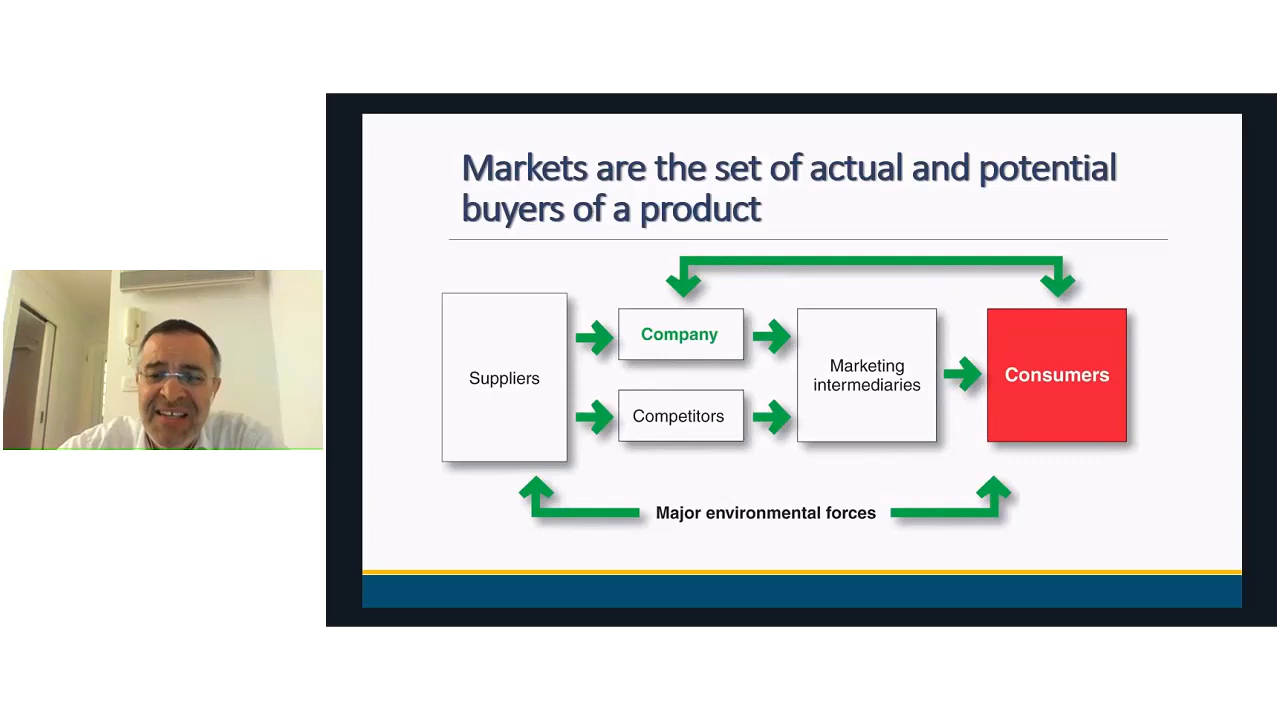 Markets are the set of actual and potential
buyers of a product
Suppliers
Company
Competitors
Marketing
intermediaries
Consumers
Major environmental forces